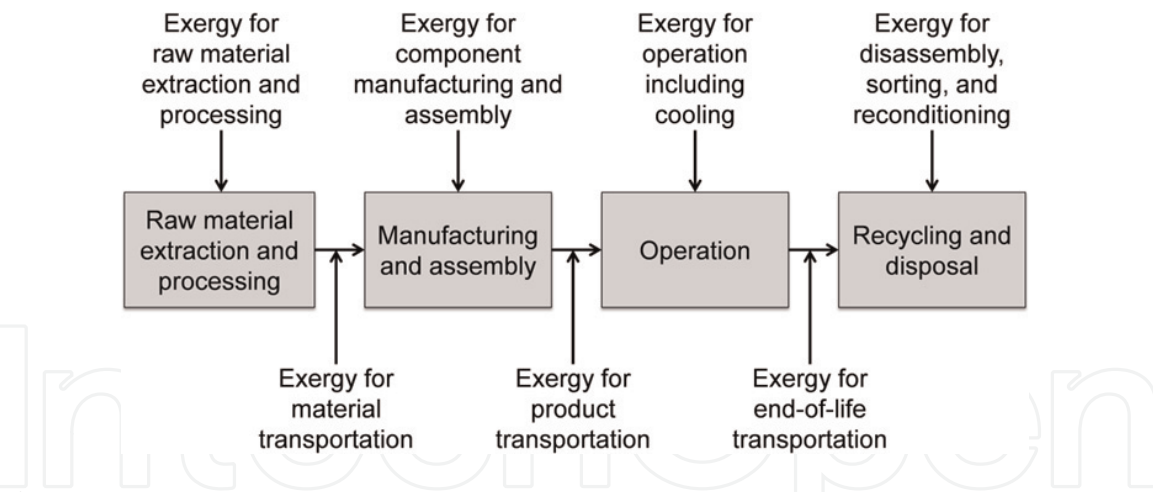 Exergy for
raw material
extraction and
processing
Exergy for
component
manufacturing and
assembly
Exergy for
operation
including
cooling
Exergy for
disassembly,
sorting, and
reconditioning
Raw material
extraction and
processing
Manufacturing
and assembly
Operation
Recycling and
disposal
Exergy for
material
transportation
Exergy for
product
transportation
Exergy for
end-of-life
transportation
IntechOpen